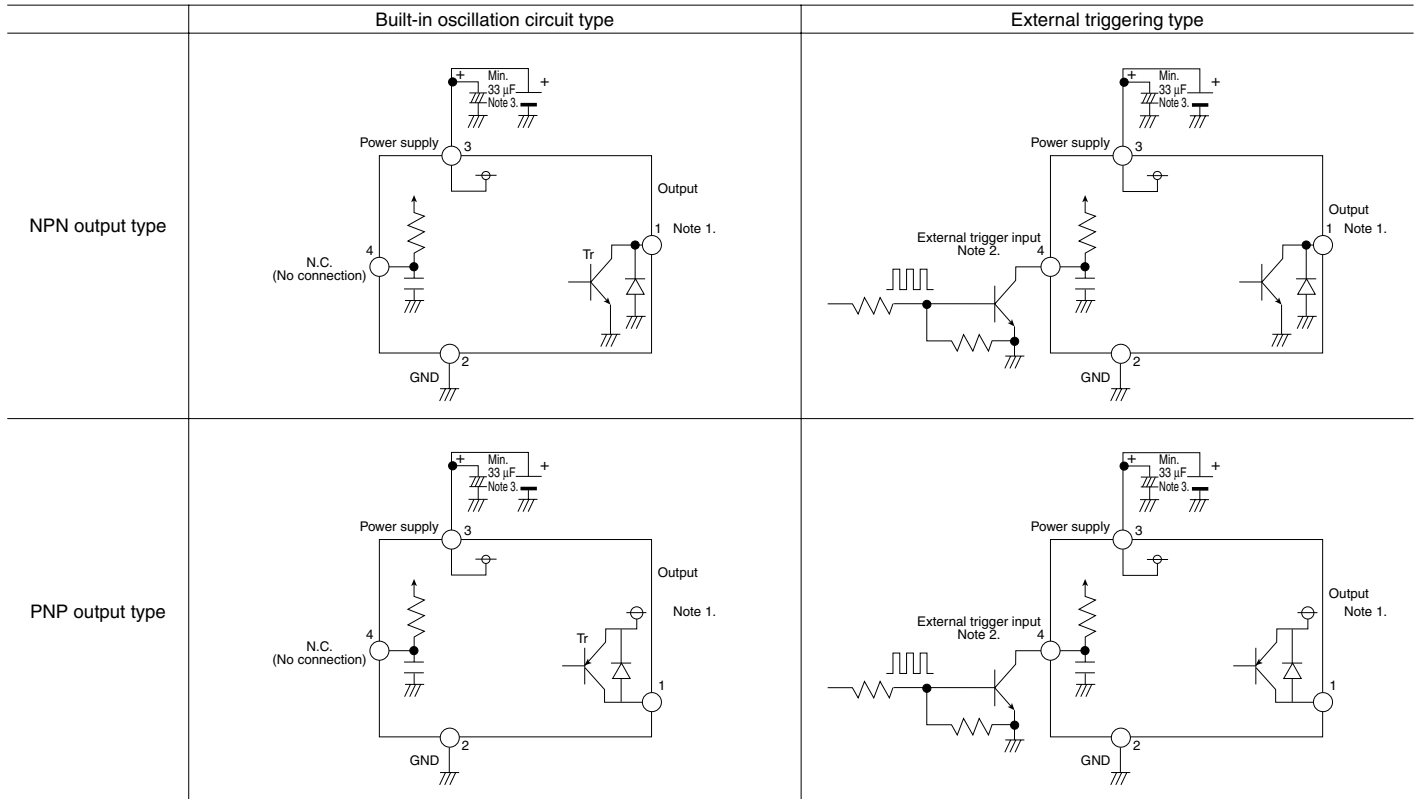 Built-in oscillation circuit type
External triggering type
NPN output type
+
Min.
33 µF
Note 3.
+
Power supply
3
Output
1
Note 1.
Tr
4
N.C.
(No connection)
2
GND
+
Min.
33 µF
Note 3.
+
Power supply
3
Output
1
Note 1.
External trigger input
Note 2.
4
2
GND
PNP output type
+
Min.
33 µF
Note 3.
+
Power supply
3
Output
Note 1.
Tr
4
N.C.
(No connection)
1
2
GND
+
Min.
33 µF
Note 3.
+
Power supply
3
Output
Note 1.
External trigger input
Note 2.
4
1
2
GND